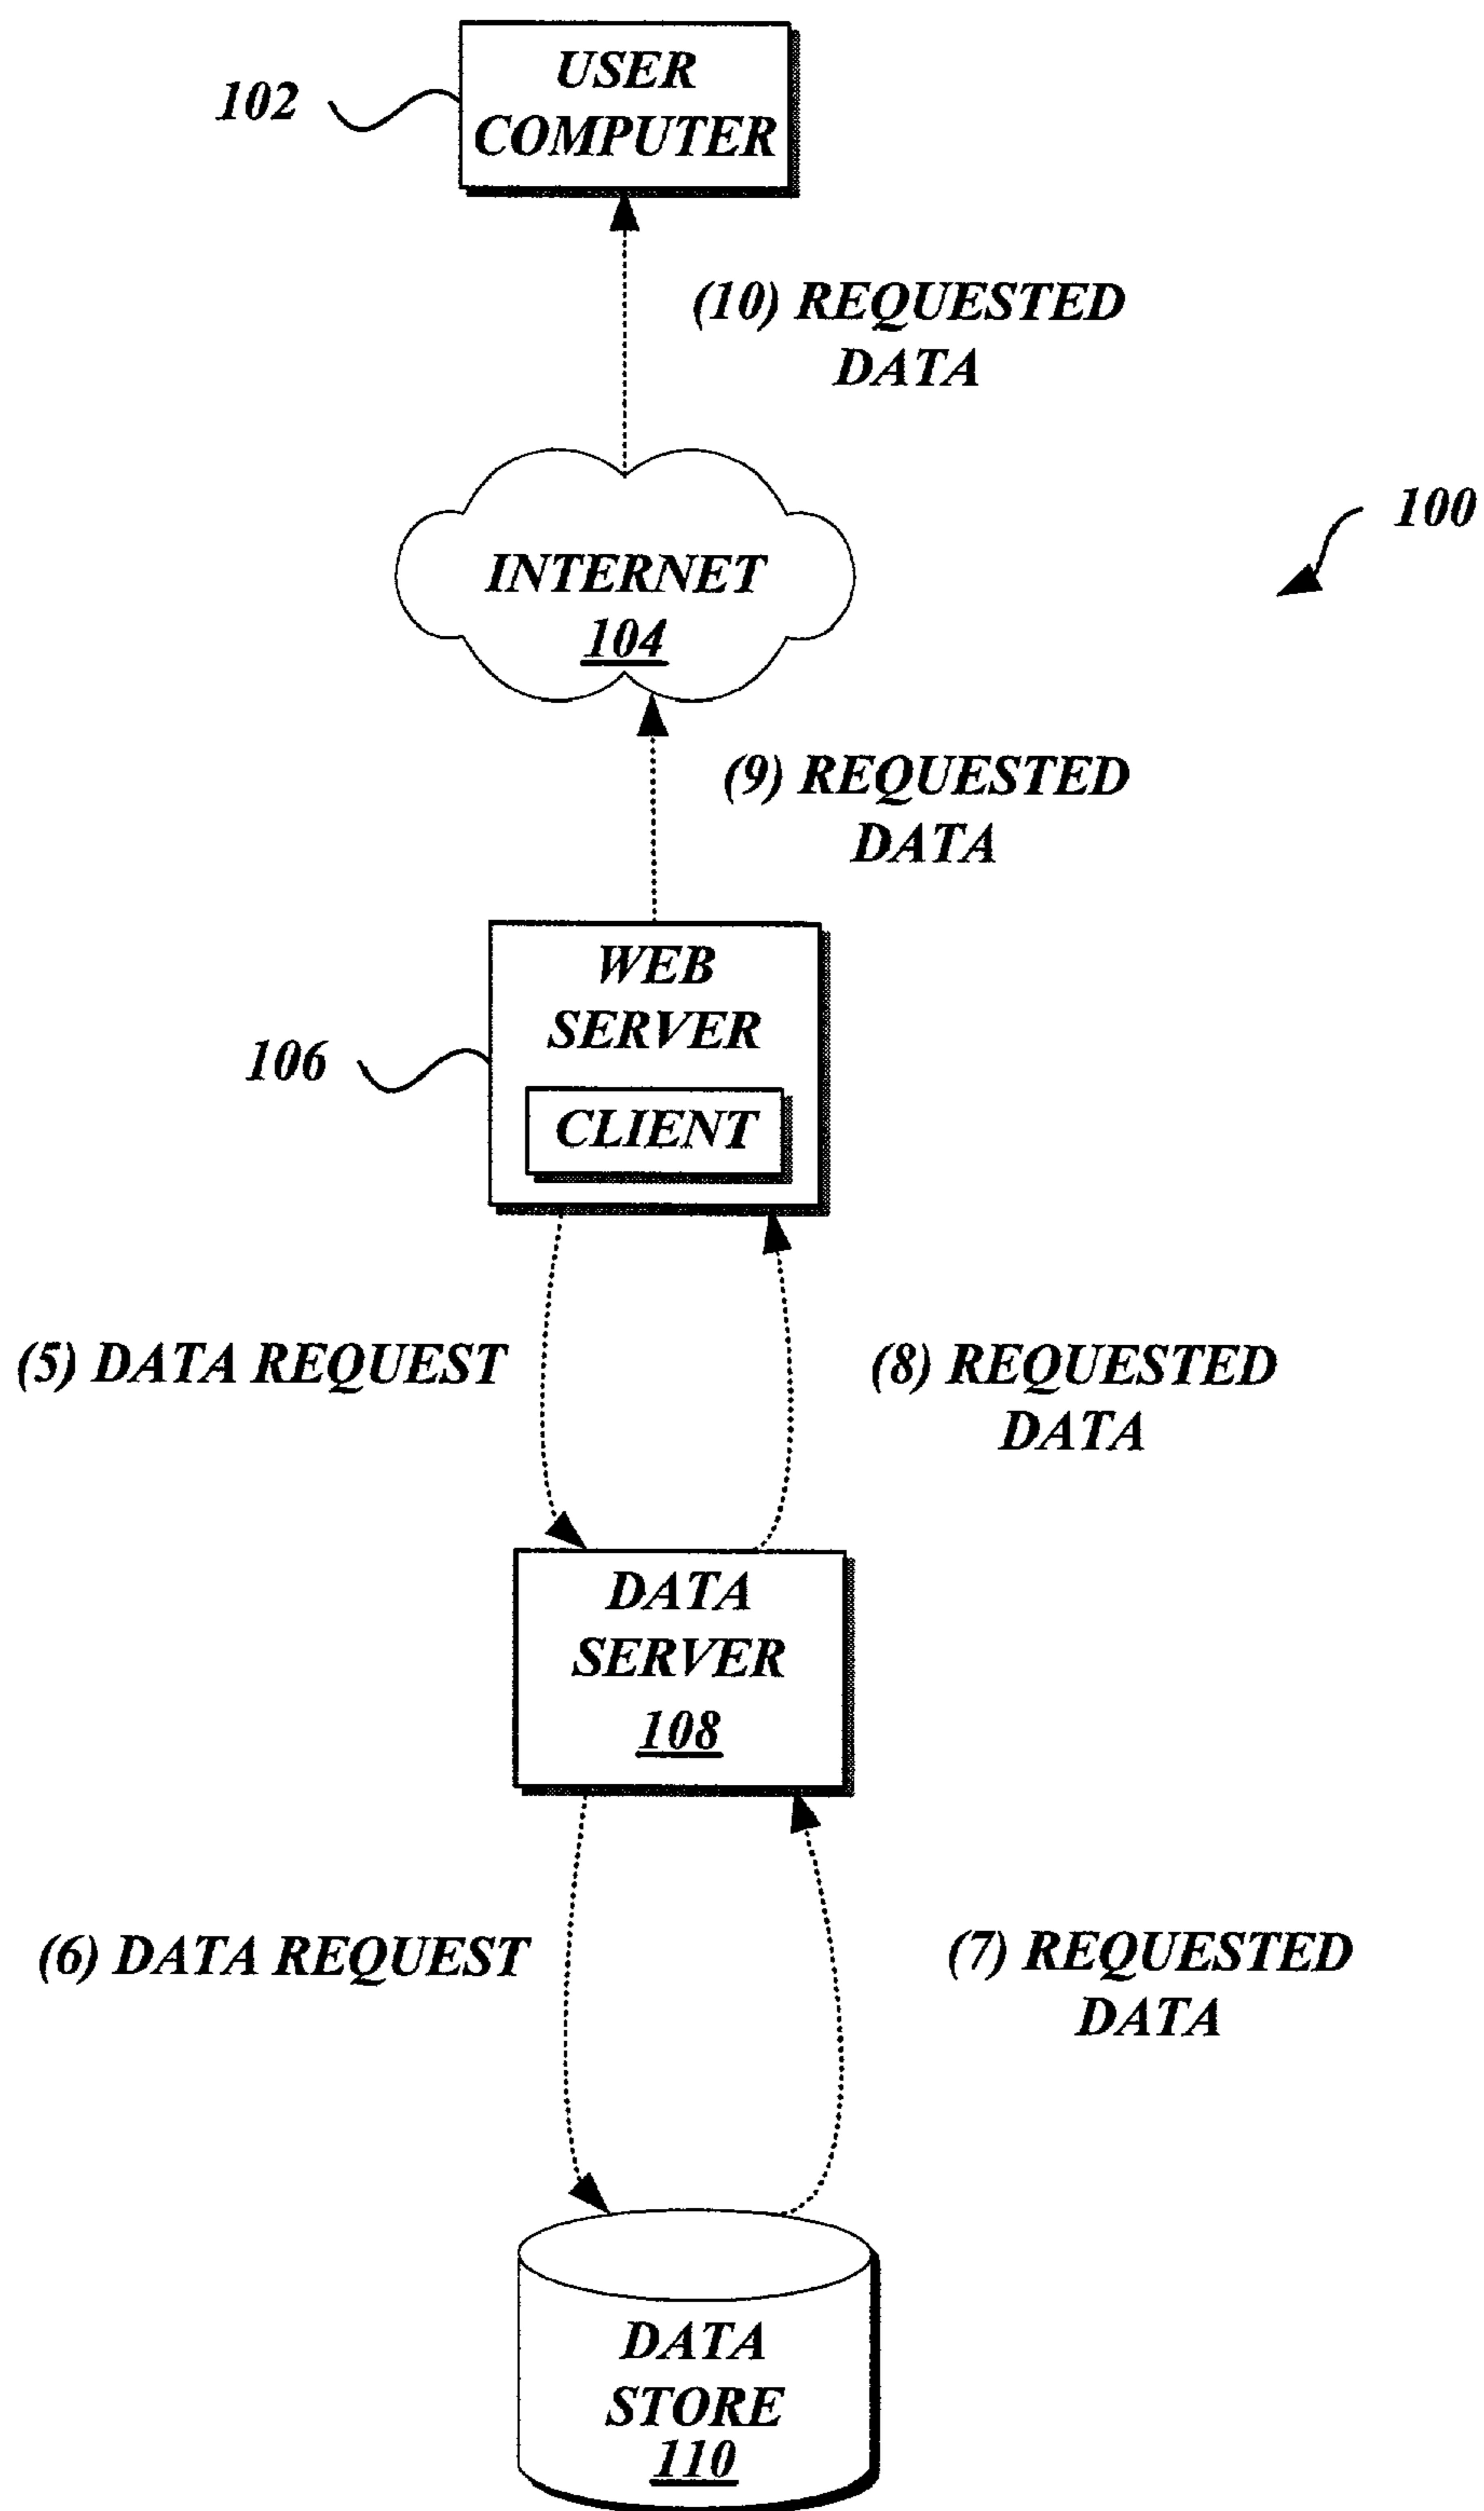 USER
COMPUTER
102
(10) REQUESTED
DATA
INTERNET
104
100
(9) REQUESTED
DATA
WEB
SERVER
CLIENT
106
(5) DATA REQUEST
(8) REQUESTED
DATA
DATA
SERVER
108
(6) DATA REQUEST
(7) REQUESTED
DATA
DATA
STORE
110